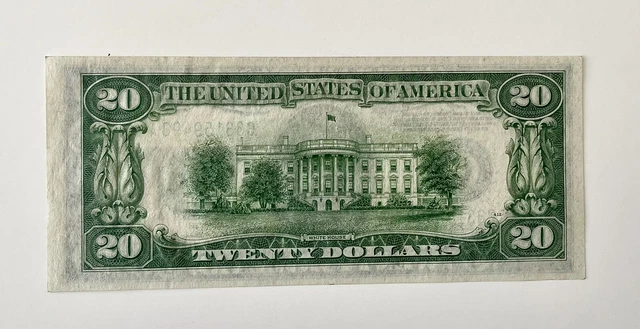 20 THE UNITED STATES OF AMERICA 20
WHITE HOUSE
20 TWENTY DOLLARS 20